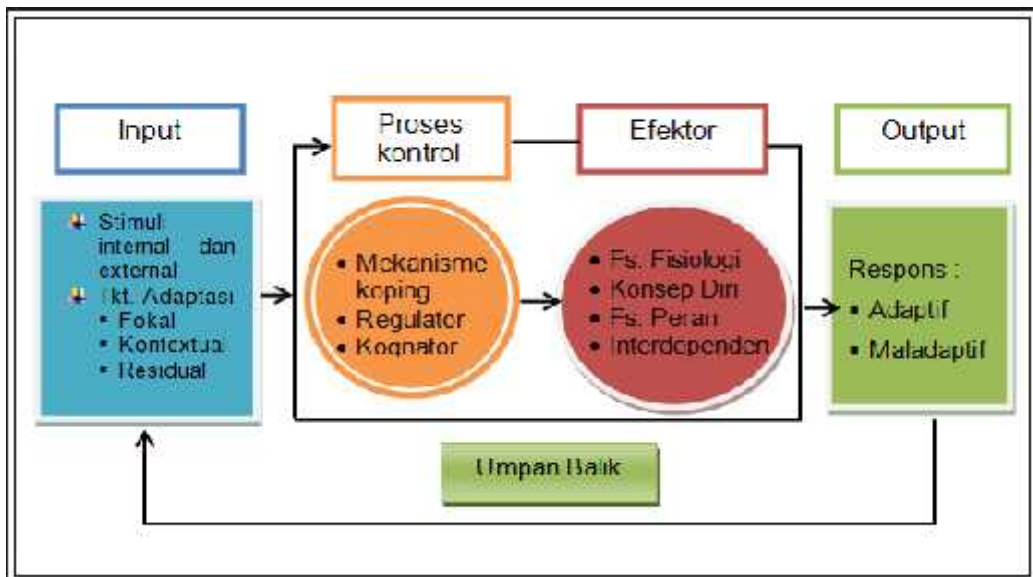 Input
Proses
kontrol
Efektor
Output
Stimuli
internal dan
external
Tkt. Adaptasi
Fokal
Kontextual
Residual
• Mekanisme
koping
• Regulator
• Kognator
• Fs. Fisiologi
• Konsep Diri
• Fs. Peran
• Interdependen
Respons :
• Adaptif
• Maladaptif
Umpan Balik